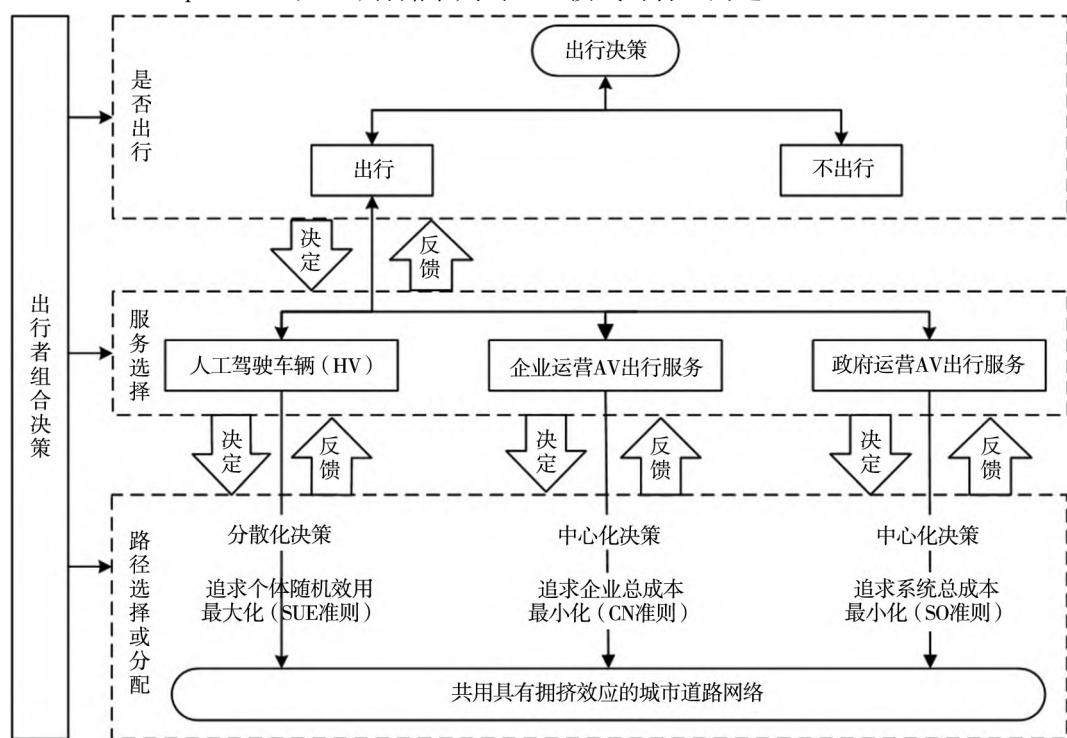 出行者组合决策
是否出行
出行决策
出行
不出行
决定
反馈
服务选择
人工驾驶车辆（HV）
企业运营AV出行服务
政府运营AV出行服务
决定
反馈
决定
反馈
决定
反馈
路径选择或分配
分散化决策
中心化决策
中心化决策
追求个体随机效用
最大化（SUE准则）
追求企业总成本
最小化（CN准则）
追求系统总成本
最小化（SO准则）
共用具有拥挤效应的城市道路网络